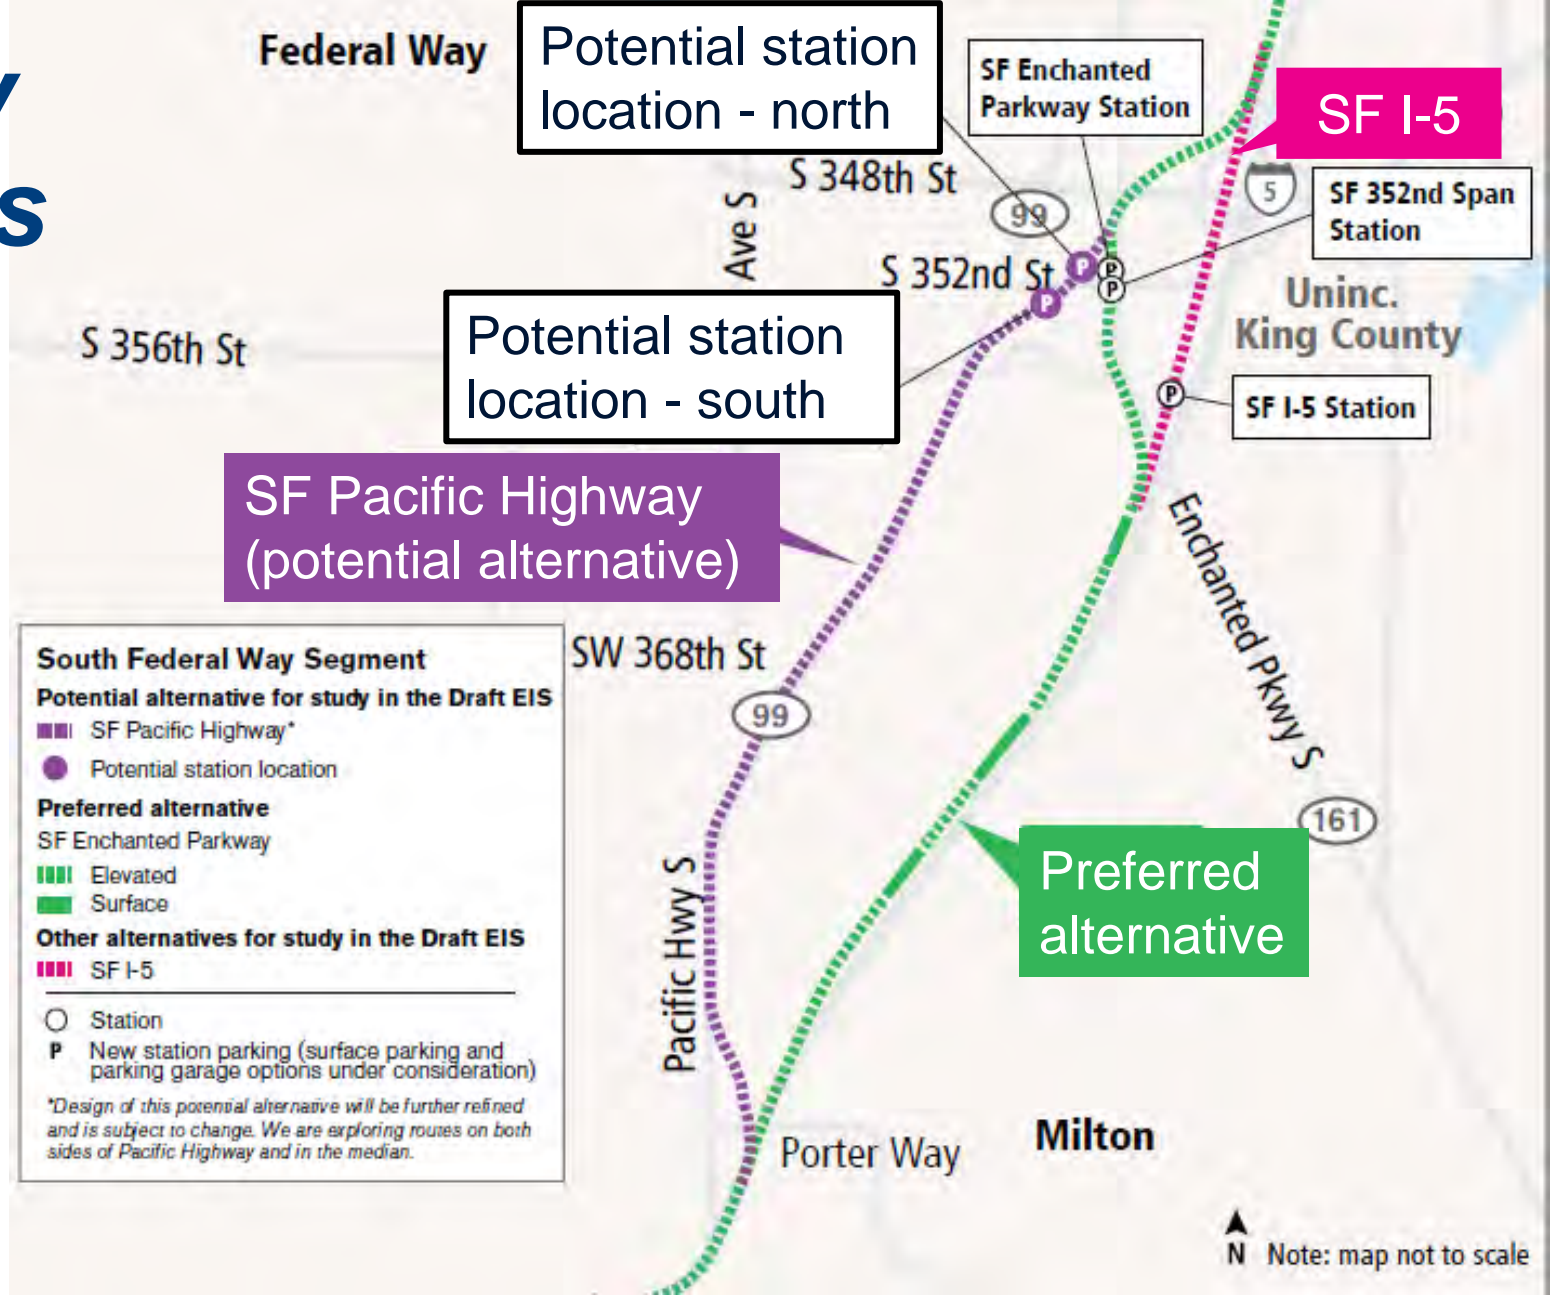 Federal Way
Potential station
location - north
SF Enchanted
Parkway Station
SF I-5
S 348th St
5
SF 352nd Span
Station
99
Ave S
S 352nd St
P
P
P
P
Uninc.
King County
S 356th St
Potential station
location - south
P
SF I-5 Station
SF Pacific Highway
(potential alternative)
Enchanted Pkwy S
SW 368th St
99
161
Preferred
alternative
Pacific Hwy S
South Federal Way Segment
Potential alternative for study in the Draft EIS
SF Pacific Highway*
Potential station location
Preferred alternative
SF Enchanted Parkway
Elevated
Surface
Other alternatives for study in the Draft EIS
SF I-5
Station
P New station parking (surface parking and
parking garage options under consideration)
*Design of this potential alternative will be further refined
and is subject to change. We are exploring routes on both
sides of Pacific Highway and in the median.
Porter Way
Milton
N Note: map not to scale